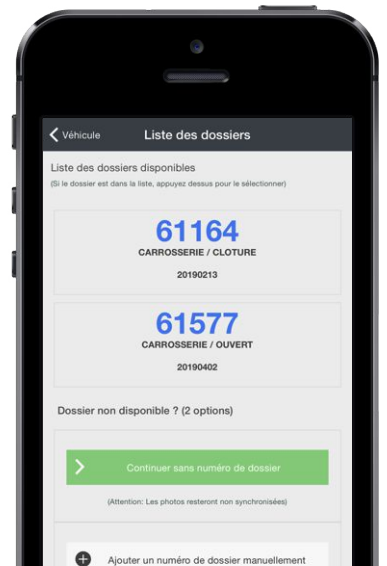 Véhicule Liste des dossiers
Liste des dossiers disponibles
(Si le dossier est dans la liste, appuyez dessus pour le sélectionner)
61164
CARROSSERIE / CLOTURE
20190213
61577
CARROSSERIE / OUVERT
20190402
Dossier non disponible ? (2 options)
Continuer sans numéro de dossier
(Attention: Les photos resteront non synchronisées)
Ajouter un numéro de dossier manuellement